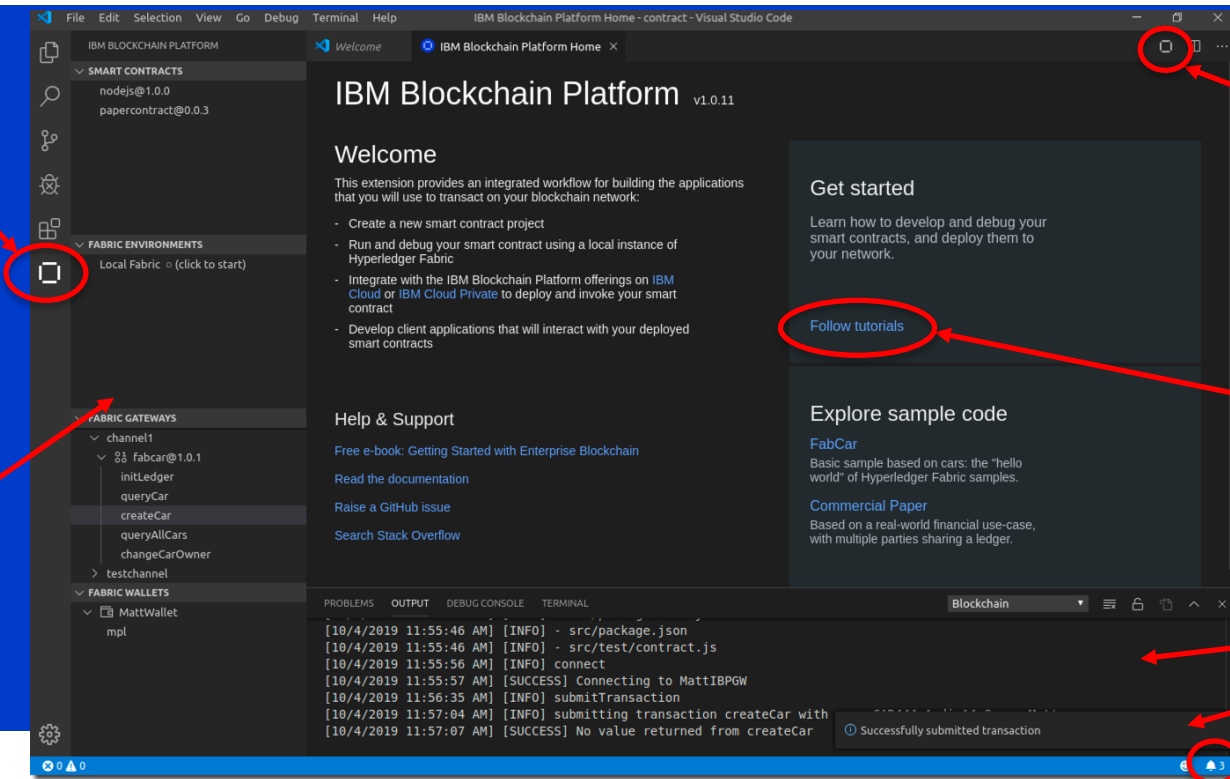 File Edit Selection View Go Debug Terminal Help IBM Blockchain Platform Home - contract - Visual Studio Code
IBM BLOCKCHAIN PLATFORM
Welcome
IBM Blockchain Platform Home
SMART CONTRACTS
nodejs@1.0.0
papercontract@0.0.3
FABRIC ENVIRONMENTS
Local Fabric ○ (click to start)
FABRIC GATEWAYS
channel1
fabcar@1.0.1
initLedger
queryCar
createCar
queryAllCars
changeCarOwner
testchannel
FABRIC WALLETS
MattWallet
mpl
IBM Blockchain Platform v1.0.11
Welcome
This extension provides an integrated workflow for building the applications
that you will use to transact on your blockchain network:
- Create a new smart contract project
- Run and debug your smart contract using a local instance of
Hyperledger Fabric
- Integrate with the IBM Blockchain Platform offerings on IBM
Cloud or IBM Cloud Private to deploy and invoke your smart
contract
- Develop client applications that will interact with your deployed
smart contracts
Get started
Learn how to develop and debug your
smart contracts, and deploy them to
your network.
Follow tutorials
Help & Support
Free e-book: Getting Started with Enterprise Blockchain
Read the documentation
Raise a GitHub issue
Search Stack Overflow
Explore sample code
FabCar
Basic sample based on cars: the "hello
world" of Hyperledger Fabric samples.
Commercial Paper
Based on a real-world financial use-case,
with multiple parties sharing a ledger.
PROBLEMS OUTPUT DEBUG CONSOLE TERMINAL Blockchain
[10/4/2019 11:55:46 AM] [INFO] - src/package.json
[10/4/2019 11:55:46 AM] [INFO] - src/test/contract.js
[10/4/2019 11:55:56 AM] [INFO] connect
[10/4/2019 11:55:57 AM] [SUCCESS] Connecting to MattIBPGW
[10/4/2019 11:56:35 AM] [INFO] submitTransaction
[10/4/2019 11:57:04 AM] [INFO] submitting transaction createCar with
[10/4/2019 11:57:07 AM] [SUCCESS] No value returned from createCar
Successfully submitted transaction
0 0
3